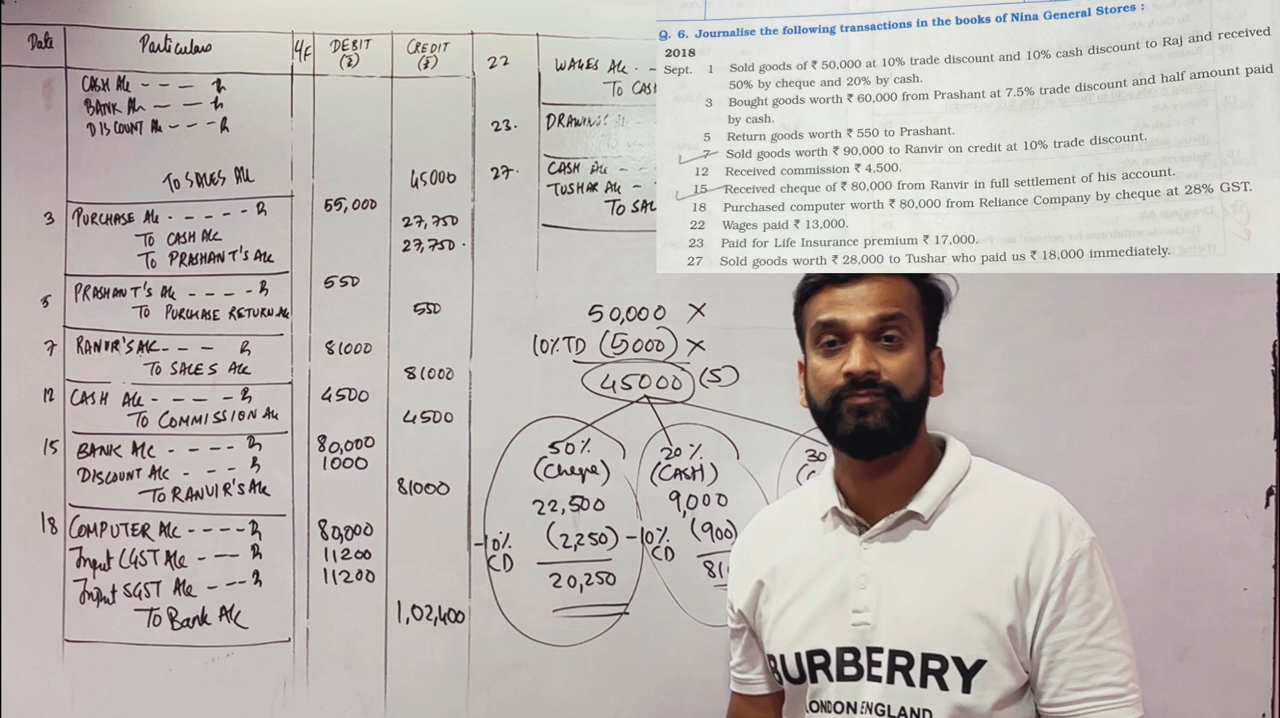 Date Particulars L/F DEBIT (₹) CREDIT (₹)
CASH A/c --- Dr
BANK A/c --- Dr
DISCOUNT A/c --- Dr
TO SALES A/c 45000
3 PURCHASE A/c ----- Dr 55,000
TO CASH A/c 27,750
TO PRASHANT'S A/c 27,750
5 PRASHANT'S A/c ---- Dr 550
TO PURCHASE RETURN A/c 550
7 RANVIR'S A/c --- Dr 81000
TO SALES A/c 81000
12 CASH A/c ---- Dr 4500
TO COMMISSION A/c 4500
15 BANK A/c ---- Dr 80,000
DISCOUNT A/c --- Dr 1000
TO RANVIR'S A/c 81000
18 COMPUTER A/c ---- Dr 80,000
Input CGST A/c --- Dr 11200
Input SGST A/c --- Dr 11200
To Bank A/c 1,02,400
22 WAGES A/c
TO CAS
23. DRAWING
27. CASH A/c
TUSHAR A/c
TO SAL
50,000 X
10% TD (5000) X
45000 (S)
50% (Cheque)
22,500
-10% CD (2,250)
20,250
20% (CASH)
9,000
-10% CD (900)
81
30
Q. 6. Journalise the following transactions in the books of Nina General Stores :
2018
Sept. 1 Sold goods of ₹ 50,000 at 10% trade discount and 10% cash discount to Raj and received
50% by cheque and 20% by cash.
3 Bought goods worth ₹ 60,000 from Prashant at 7.5% trade discount and half amount paid
by cash.
5 Return goods worth ₹ 550 to Prashant.
7 Sold goods worth ₹ 90,000 to Ranvir on credit at 10% trade discount.
12 Received commission ₹ 4,500.
15 Received cheque of ₹ 80,000 from Ranvir in full settlement of his account.
18 Purchased computer worth ₹ 80,000 from Reliance Company by cheque at 28% GST.
22 Wages paid ₹ 13,000.
23 Paid for Life Insurance premium ₹ 17,000.
27 Sold goods worth ₹ 28,000 to Tushar who paid us ₹ 18,000 immediately.
BURBERRY
LONDON ENGLAND